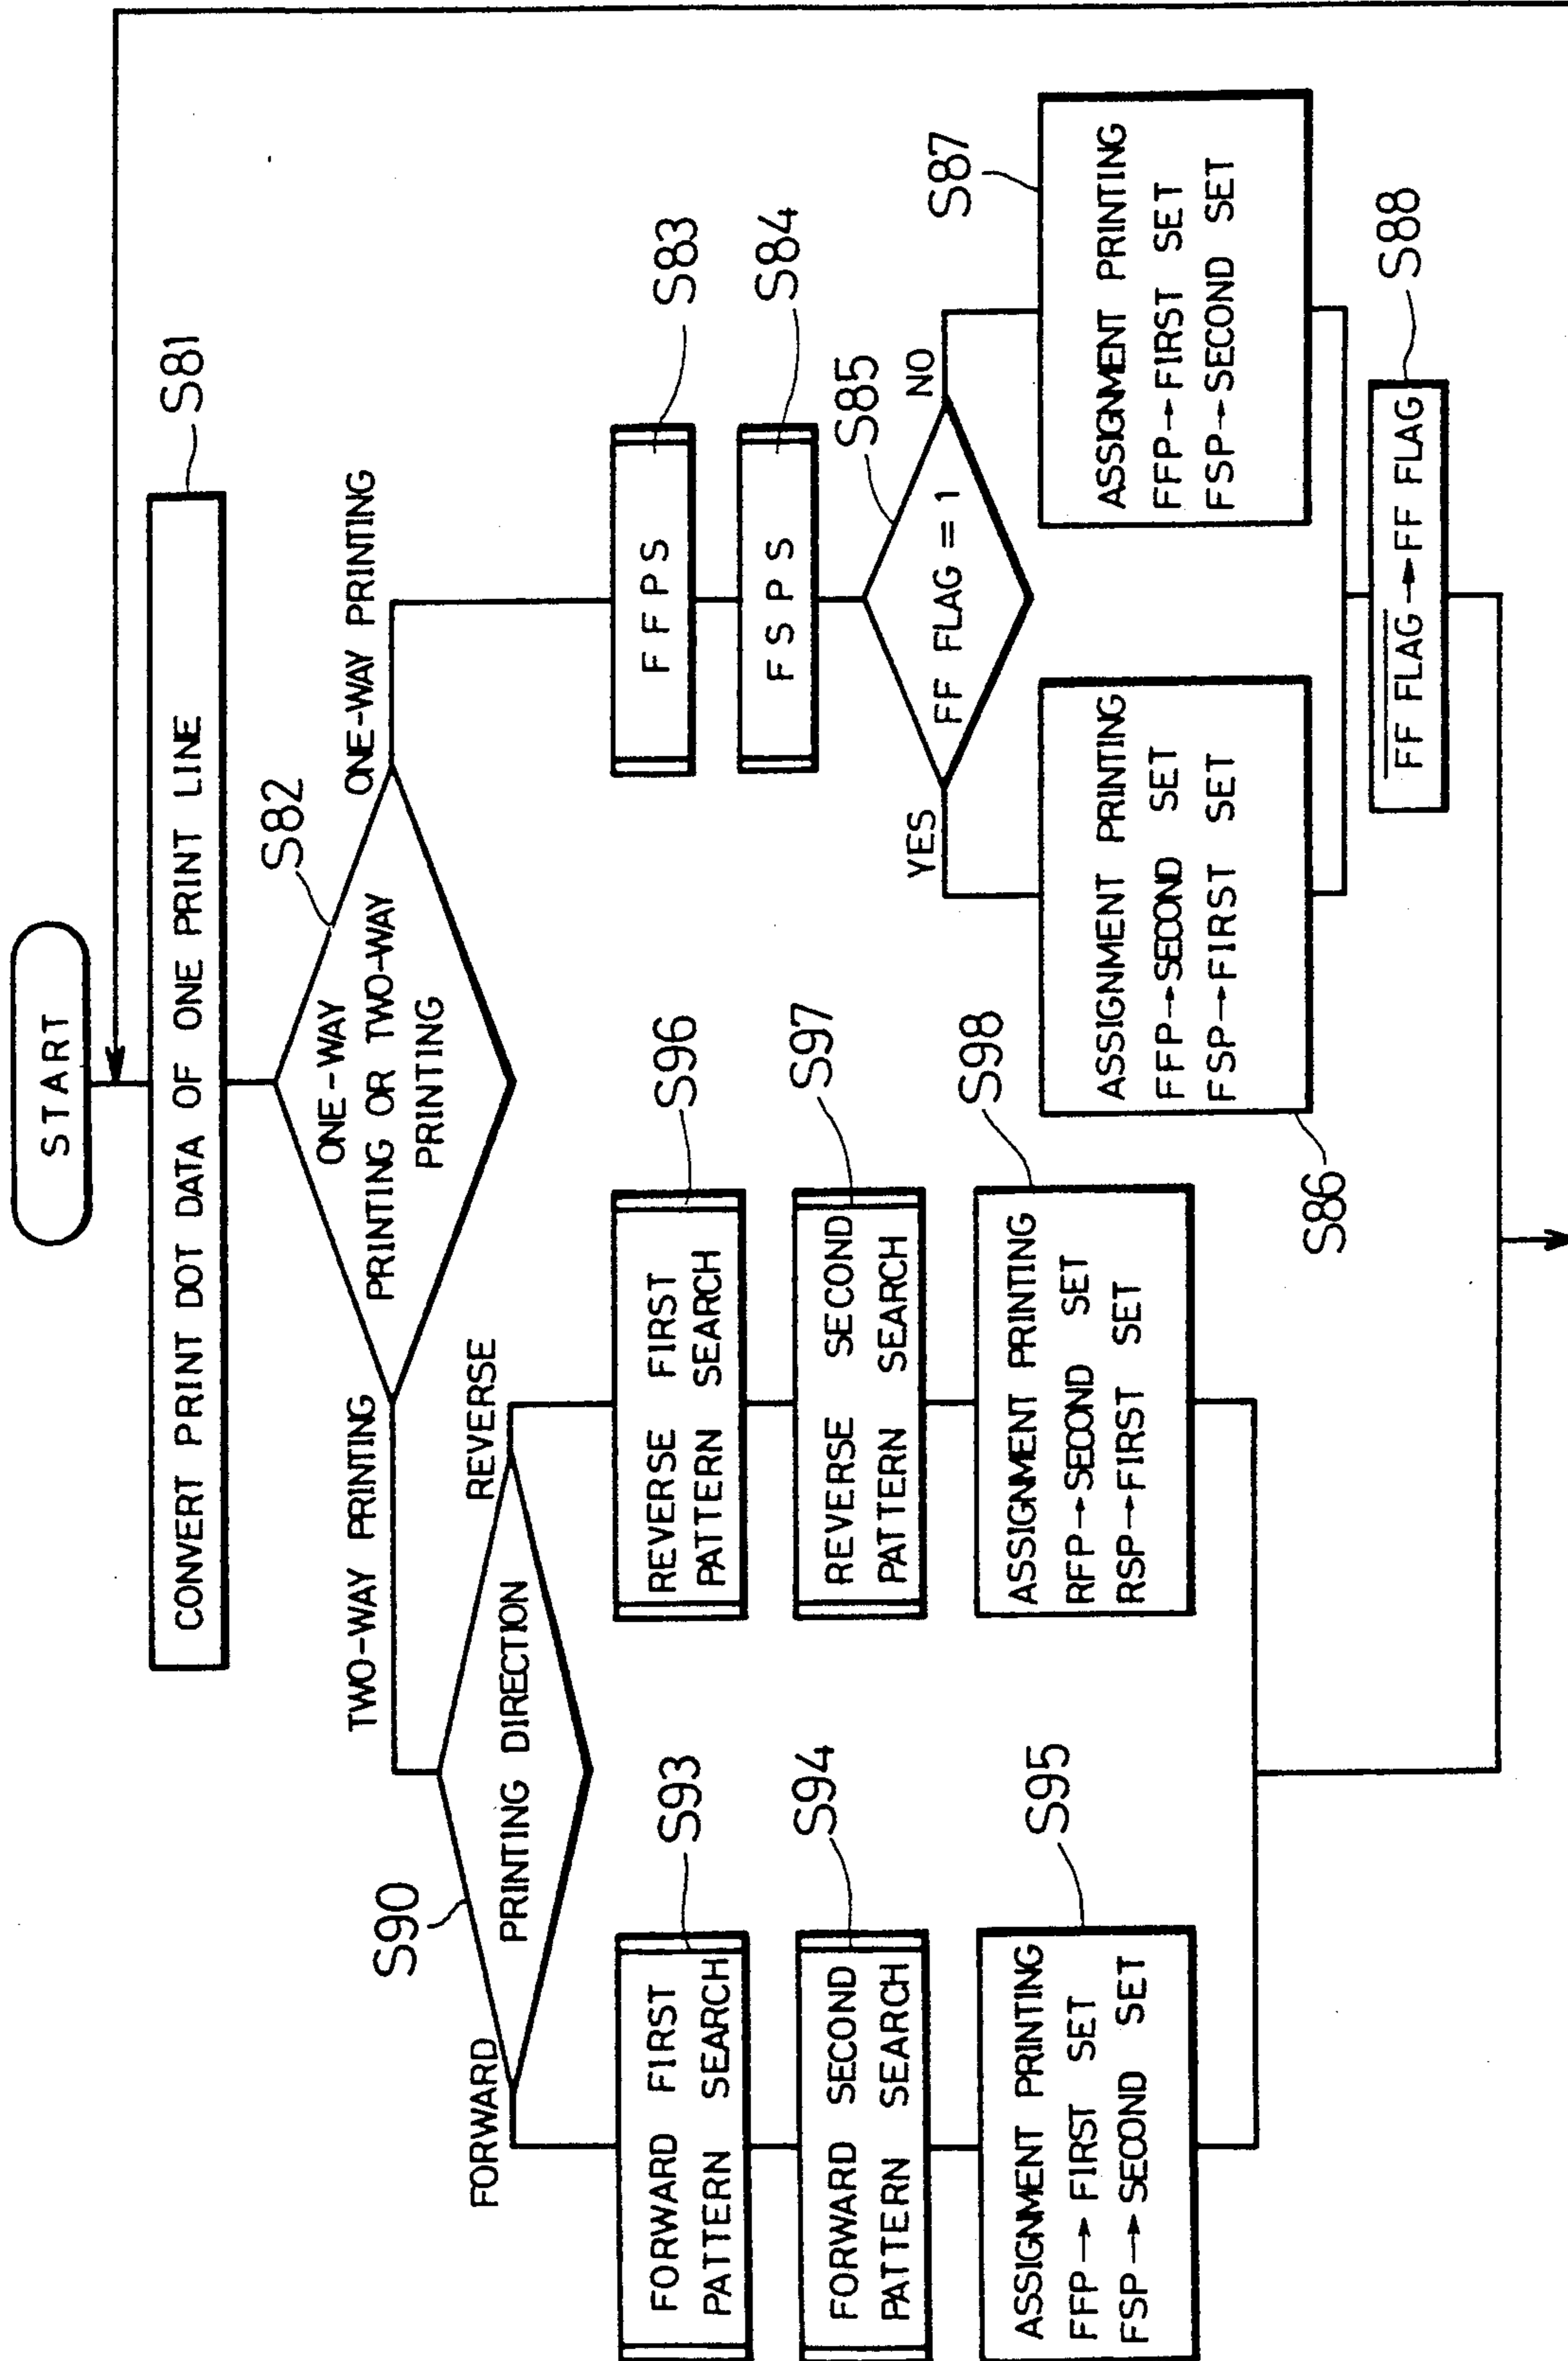 START
CONVERT PRINT DOT DATA OF ONE PRINT LINE
S81
ONE-WAY
PRINTING OR TWO-WAY
PRINTING
S82
TWO-WAY PRINTING
ONE-WAY PRINTING
S90
PRINTING DIRECTION
FORWARD
REVERSE
FORWARD FIRST
PATTERN SEARCH
S93
FORWARD SECOND
PATTERN SEARCH
S94
ASSIGNMENT PRINTING
FFP→FIRST SET
FSP→SECOND SET
S95
REVERSE FIRST
PATTERN SEARCH
S96
REVERSE SECOND
PATTERN SEARCH
S97
ASSIGNMENT PRINTING
RFP→SECOND SET
RSP→FIRST SET
S98
FFPS
S83
FSPS
S84
FF FLAG = 1
S85
YES
NO
ASSIGNMENT PRINTING
FFP→SECOND SET
FSP→FIRST SET
S86
ASSIGNMENT PRINTING
FFP→FIRST SET
FSP→SECOND SET
S87
F̅F̅ ̅F̅L̅A̅G̅→FF FLAG
S88